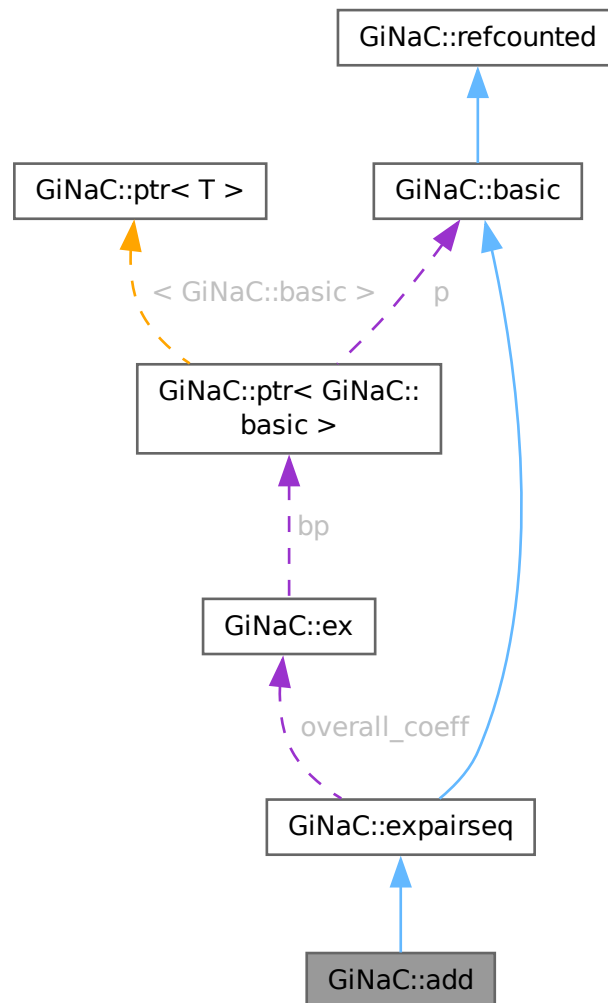 GiNaC::refcounted
GiNaC::ptr< T >
GiNaC::basic
< GiNaC::basic >
p
GiNaC::ptr< GiNaC::
basic >
bp
GiNaC::ex
overall_coeff
GiNaC::expairseq
GiNaC::add